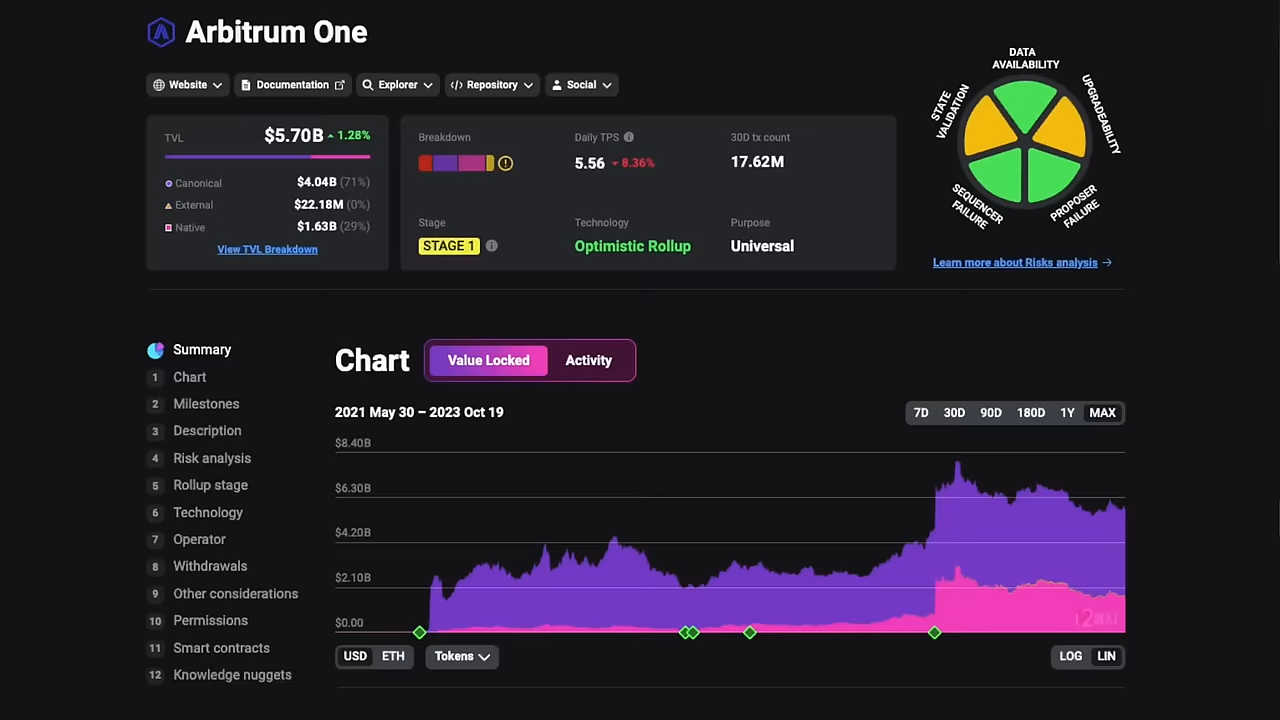 Arbitrum One
Website
Documentation
Explorer
Repository
Social
TVL
$5.70B 1.28%
Canonical $4.04B (71%)
External $22.18M (0%)
Native $1.63B (29%)
View TVL Breakdown
Breakdown
Daily TPS
5.56 8.36%
30D tx count
17.62M
Stage
STAGE 1
Technology
Optimistic Rollup
Purpose
Universal
DATA
AVAILABILITY
UPGRADEABILITY
PROPOSER
FAILURE
SEQUENCER
FAILURE
STATE
VALIDATION
Learn more about Risks analysis
Summary
1 Chart
2 Milestones
3 Description
4 Risk analysis
5 Rollup stage
6 Technology
7 Operator
8 Withdrawals
9 Other considerations
10 Permissions
11 Smart contracts
12 Knowledge nuggets
Chart
Value Locked
Activity
2021 May 30 – 2023 Oct 19
7D 30D 90D 180D 1Y MAX
$8.40B
$6.30B
$4.20B
$2.10B
$0.00
USD ETH
Tokens
LOG LIN